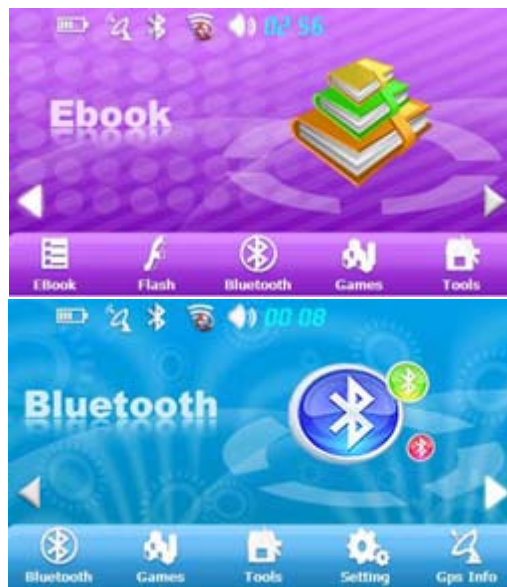 02 56
Ebook
EBook Flash Bluetooth Games Tools
00 08
Bluetooth
Bluetooth Games Tools Setting Gps Info